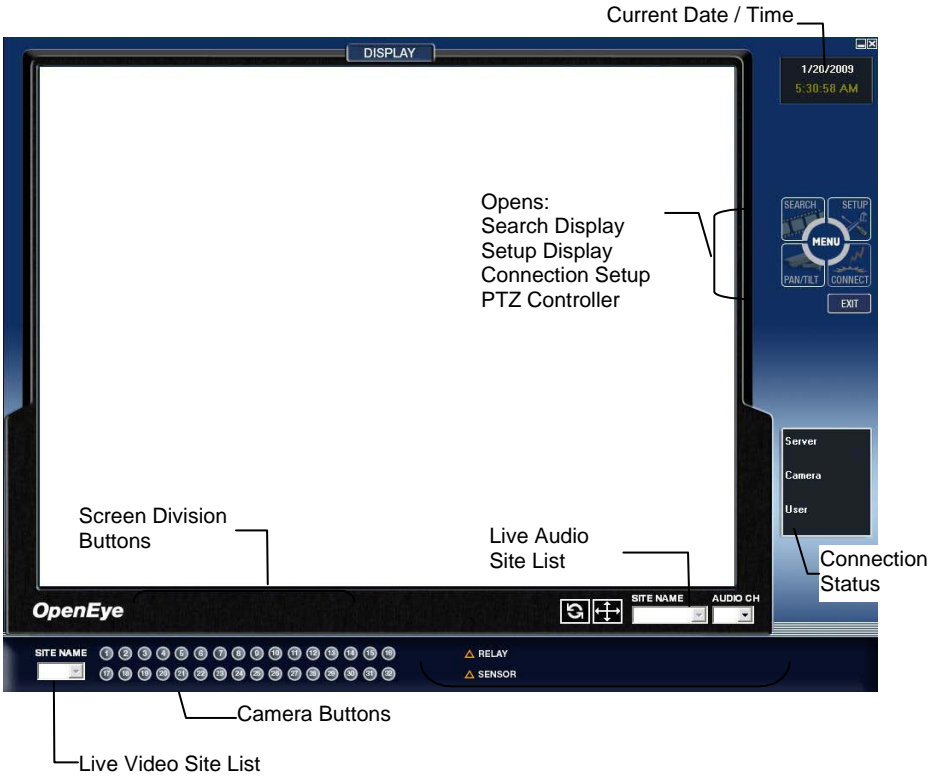 Current Date / Time
DISPLAY
1/20/2009
5:30:58 AM
Opens:
Search Display
Setup Display
Connection Setup
PTZ Controller
SEARCH SETUP
MENU
PAN/TILT CONNECT
EXIT
Server
Camera
User
Screen Division
Buttons
Live Audio
Site List
Connection
Status
OpenEye
SITE NAME AUDIO CH
SITE NAME 1 2 3 4 5 6 7 8 9 10 11 12 13 14 15 16 RELAY
17 18 19 20 21 22 23 24 25 26 27 28 29 30 31 32 SENSOR
Camera Buttons
Live Video Site List